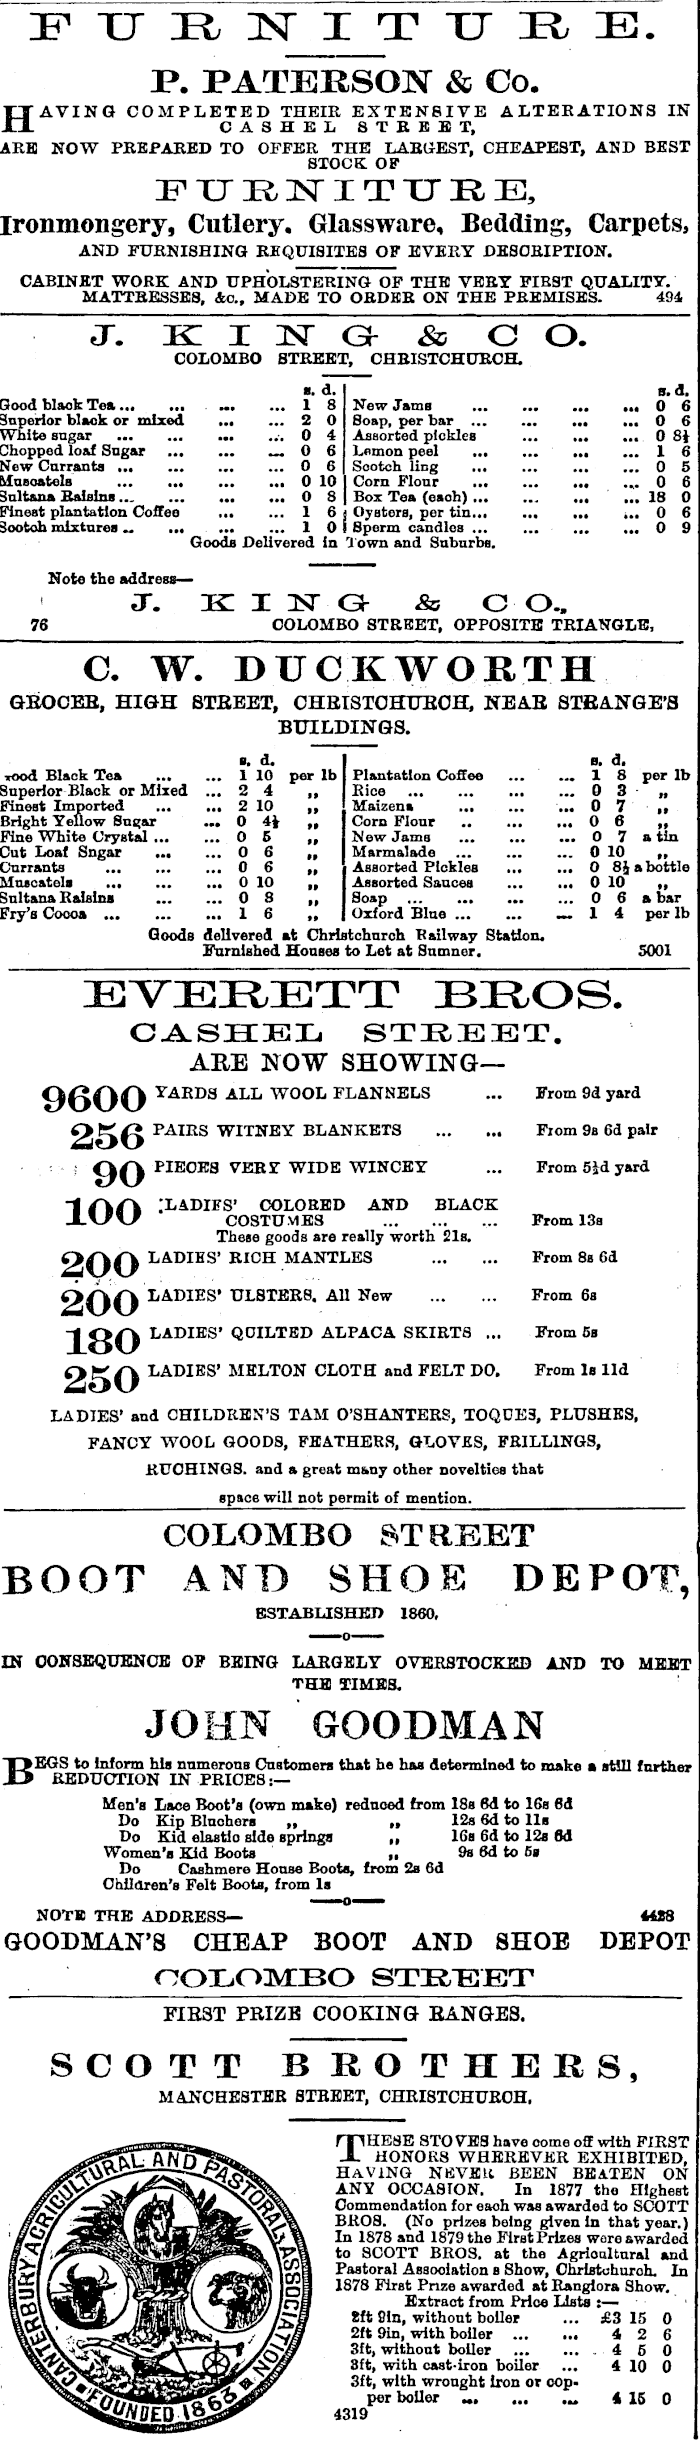 FURNITURE.
P. PATERSON & Co.
HAVING COMPLETED THEIR EXTENSIVE ALTERATIONS IN
CASHEL STREET,
ARE NOW PREPARED TO OFFER THE LARGEST, CHEAPEST, AND BEST
STOCK OF
FURNITURE,
Ironmongery, Cutlery. Glassware, Bedding, Carpets,
AND FURNISHING REQUISITES OF EVERY DESCRIPTION.
CABINET WORK AND UPHOLSTERING OF THE VERY FIRST QUALITY.
MATTRESSES, &c., MADE TO ORDER ON THE PREMISES. 494
J. KING & CO.
COLOMBO STREET, CHRISTCHURCH.
s. d.
Good black Tea ... ... ... ... 1 8
Superior black or mixed ... ... 2 0
White sugar ... ... ... ... 0 4
Chopped loaf Sugar ... ... ... 0 6
New Currants ... ... ... ... 0 6
Muscatels ... ... ... ... 0 10
Sultana Raisins ... ... ... ... 0 8
Finest plantation Coffee ... ... 1 6
Scotch mixtures .. ... ... ... 1 0
s. d.
New Jams ... ... ... ... 0 6
Soap, per bar ... ... ... ... 0 6
Assorted pickles ... ... ... 0 8½
Lemon peel ... ... ... ... 1 6
Scotch ling ... ... ... ... 0 5
Corn Flour ... ... ... ... 0 6
Box Tea (each) ... ... ... ... 18 0
Oysters, per tin... ... ... ... 0 6
Sperm candles ... ... ... ... 0 9
Goods Delivered in Town and Suburbs.
Note the address—
J. KING & CO.,
76 COLOMBO STREET, OPPOSITE TRIANGLE,
C. W. DUCKWORTH
GROCER, HIGH STREET, CHRISTCHURCH, NEAR STRANGE'S
BUILDINGS.
s. d.
Good Black Tea ... ... 1 10 per lb
Superior Black or Mixed ... 2 4 „
Finest Imported ... ... 2 10 „
Bright Yellow Sugar ... 0 4½ „
Fine White Crystal ... ... 0 5 „
Cut Loaf Sugar ... ... 0 6 „
Currants ... ... ... 0 6 „
Muscatels ... ... ... 0 10 „
Sultana Raisins ... ... 0 8 „
Fry's Cocoa ... ... ... 1 6 „
s. d.
Plantation Coffee ... ... 1 8 per lb
Rice ... ... ... ... 0 3 „
Maizena ... ... ... 0 7 „
Corn Flour .. ... ... 0 6 „
New Jams ... ... ... 0 7 a tin
Marmalade ... ... ... 0 10 „
Assorted Pickles ... ... 0 8½ a bottle
Assorted Sauces ... ... 0 10 „
Soap ... ... ... ... 0 6 a bar
Oxford Blue ... ... ... 1 4 per lb
Goods delivered at Christchurch Railway Station.
Furnished Houses to Let at Sumner. 5001
EVERETT BROS.
CASHEL STREET.
ARE NOW SHOWING—
9600 YARDS ALL WOOL FLANNELS ... From 9d yard
256 PAIRS WITNEY BLANKETS ... ... From 9s 6d pair
90 PIECES VERY WIDE WINCEY ... From 5½d yard
100 LADIES' COLORED AND BLACK
COSTUMES ... ... ... From 13s
These goods are really worth 21s.
200 LADIES' RICH MANTLES ... ... From 8s 6d
200 LADIES' ULSTERS. All New ... ... From 6s
180 LADIES' QUILTED ALPACA SKIRTS ... From 5s
250 LADIES' MELTON CLOTH and FELT DO. From 1s 11d
LADIES' and CHILDREN'S TAM O'SHANTERS, TOQUES, PLUSHES,
FANCY WOOL GOODS, FEATHERS, GLOVES, FRILLINGS,
RUCHINGS. and a great many other novelties that
space will not permit of mention.
COLOMBO STREET
BOOT AND SHOE DEPOT,
ESTABLISHED 1860.
IN CONSEQUENCE OF BEING LARGELY OVERSTOCKED AND TO MEET
THE TIMES.
JOHN GOODMAN
BEGS to inform his numerous Customers that he has determined to make a still further
REDUCTION IN PRICES:—
Men's Lace Boot's (own make) reduced from 18s 6d to 16s 6d
Do Kip Bluchers „ „ 12s 6d to 11s
Do Kid elastic side springs „ 16s 6d to 12s 6d
Women's Kid Boots „ 9s 6d to 5s
Do Cashmere House Boots, from 2s 6d
Children's Felt Boots, from 1s
NOTE THE ADDRESS— 4428
GOODMAN'S CHEAP BOOT AND SHOE DEPOT
COLOMBO STREET
FIRST PRIZE COOKING RANGES.
SCOTT BROTHERS,
MANCHESTER STREET, CHRISTCHURCH.
CANTERBURY AGRICULTURAL AND PASTORAL ASSOCIATION
FOUNDED 1863
THESE STOVES have come off with FIRST
HONORS WHEREVER EXHIBITED,
HAVING NEVER BEEN BEATEN ON
ANY OCCASION. In 1877 the Highest
Commendation for each was awarded to SCOTT
BROS. (No prizes being given in that year.)
In 1878 and 1879 the First Prizes were awarded
to SCOTT BROS. at the Agricultural and
Pastoral Association s Show, Christchurch. In
1878 First Prize awarded at Rangiora Show.
Extract from Price Lists :—
2ft 9in, without boiler ... £3 15 0
2ft 9in, with boiler ... ... 4 2 6
3ft, without boiler ... ... 4 5 0
3ft, with cast-iron boiler ... 4 10 0
3ft, with wrought iron or cop-
per boiler ... ... ... 4 15 0
4319